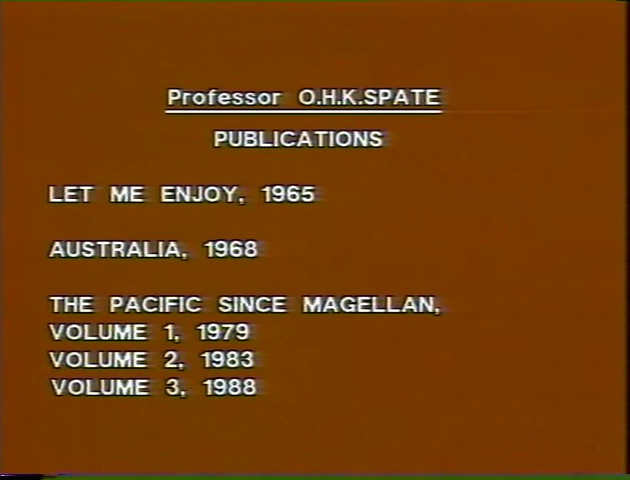 Professor O.H.K.SPATE
PUBLICATIONS
LET ME ENJOY, 1965
AUSTRALIA, 1968
THE PACIFIC SINCE MAGELLAN,
VOLUME 1, 1979
VOLUME 2, 1983
VOLUME 3, 1988